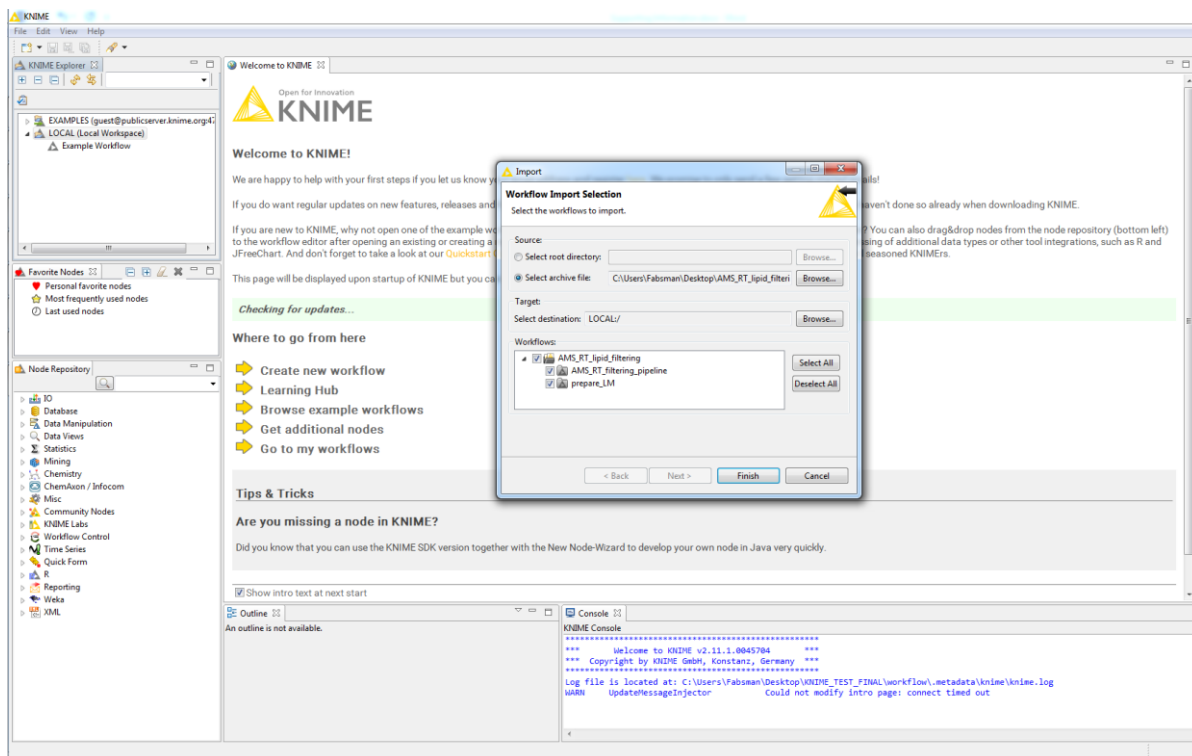 KNIME
File Edit View Help
KNIME Explorer
EXAMPLES (guest@publicserver.knime.org:47
LOCAL (Local Workspace)
Example Workflow
Favorite Nodes
Personal favorite nodes
Most frequently used nodes
Last used nodes
Node Repository
IO
Database
Data Manipulation
Data Views
Statistics
Mining
Chemistry
ChemAxon / Infocom
Misc
Community Nodes
KNIME Labs
Workflow Control
Time Series
Quick Form
R
Reporting
Weka
XML
Welcome to KNIME
Open for Innovation
KNIME
Welcome to KNIME!
We are happy to help with your first steps if you let us know y
ails!
If you do want regular updates on new features, releases and
haven't done so already when downloading KNIME.
If you are new to KNIME, why not open one of the example wo
? You can also drag&drop nodes from the node repository (bottom left)
to the workflow editor after opening an existing or creating a
sing of additional data types or other tool integrations, such as R and
JFreeChart. And don't forget to take a look at our Quickstart
seasoned KNIMErs.
This page will be displayed upon startup of KNIME but you ca
Checking for updates...
Where to go from here
Create new workflow
Learning Hub
Browse example workflows
Get additional nodes
Go to my workflows
Tips & Tricks
Are you missing a node in KNIME?
Did you know that you can use the KNIME SDK version together with the New Node-Wizard to develop your own node in Java very quickly.
Show intro text at next start
Import
Workflow Import Selection
Select the workflows to import.
Source:
Select root directory:
Browse...
Select archive file: C:\Users\Fabsman\Desktop\AMS_RT_lipid_filteri Browse...
Target:
Select destination: LOCAL:/ Browse...
Workflows:
AMS_RT_lipid_filtering
AMS_RT_filtering_pipeline
prepare_LM
Select All
Deselect All
< Back Next > Finish Cancel
Outline
An outline is not available.
Console
KNIME Console
********************************************************
*** Welcome to KNIME v2.11.1.0045704 ***
*** Copyright by KNIME GmbH, Konstanz, Germany ***
********************************************************
Log file is located at: C:\Users\Fabsman\Desktop\KNIME_TEST_FINAL\workflow\.metadata\knime\knime.log
WARN UpdateMessageInjector Could not modify intro page: connect timed out